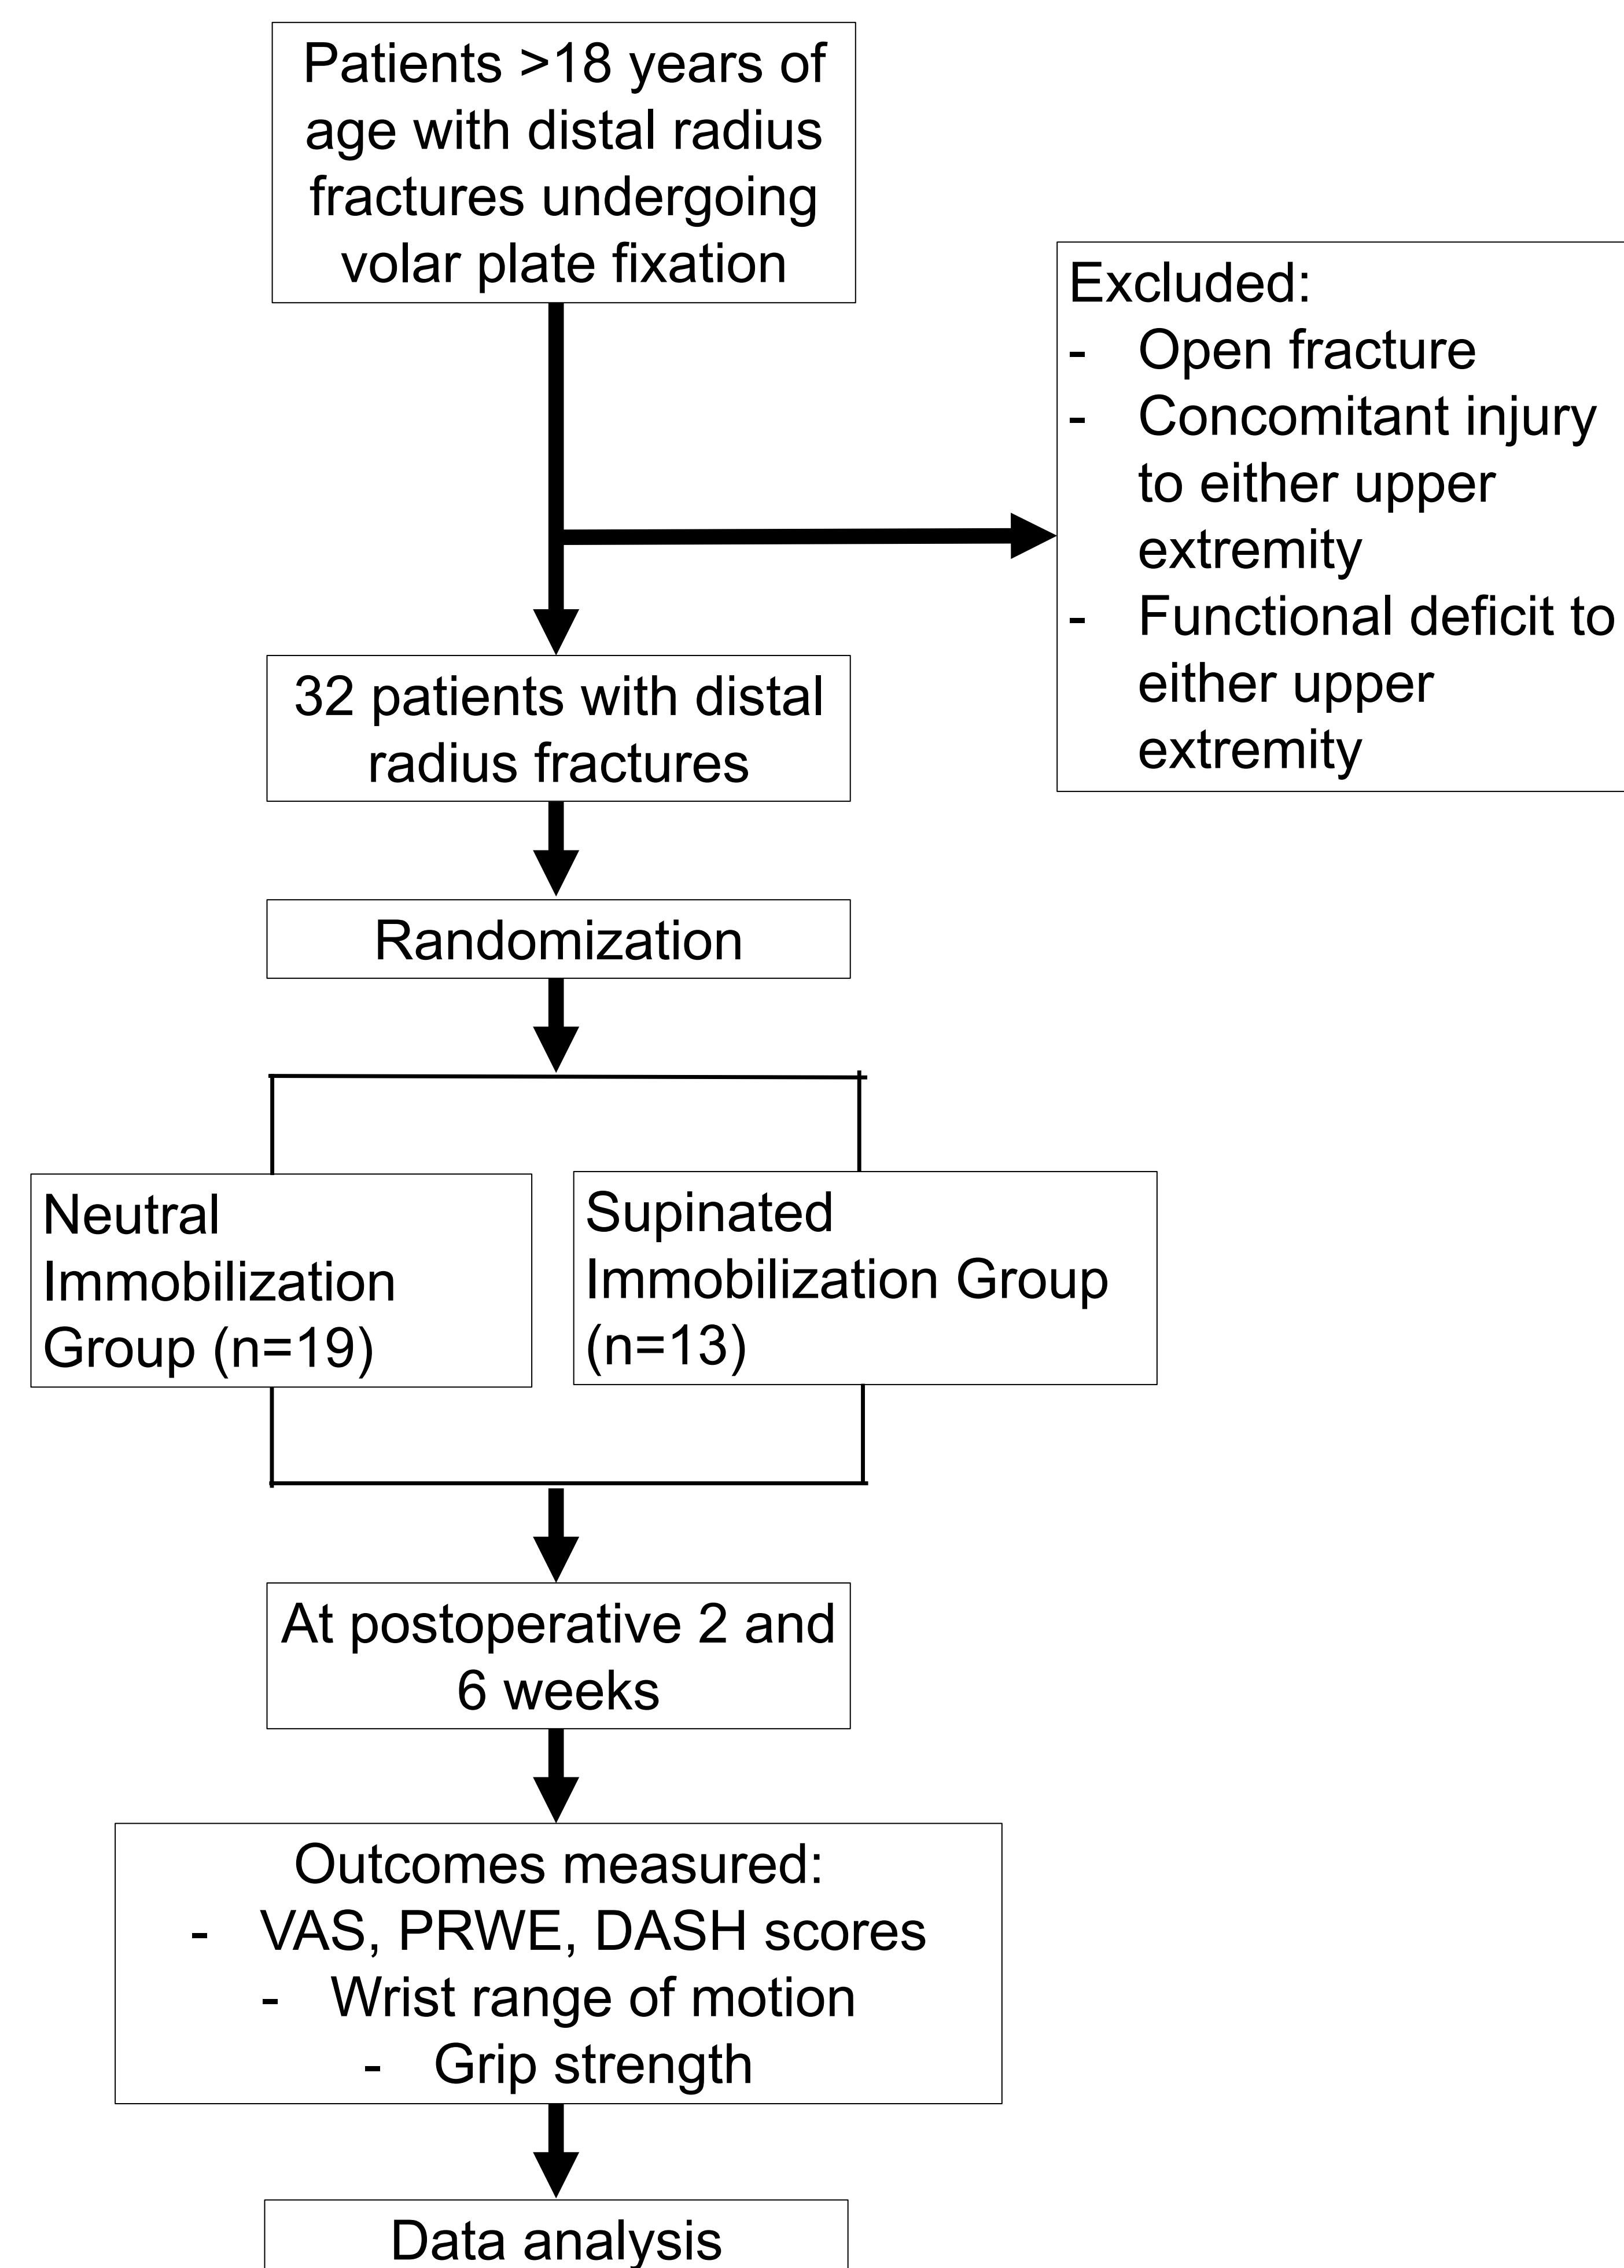 Patients >18 years of
age with distal radius
fractures undergoing
volar plate fixation
Excluded:
- Open fracture
- Concomitant injury
to either upper
extremity
- Functional deficit to
either upper
extremity
32 patients with distal
radius fractures
Randomization
Neutral
Immobilization
Group (n=19)
Supinated
Immobilization Group
(n=13)
At postoperative 2 and
6 weeks
Outcomes measured:
- VAS, PRWE, DASH scores
- Wrist range of motion
- Grip strength
Data analysis